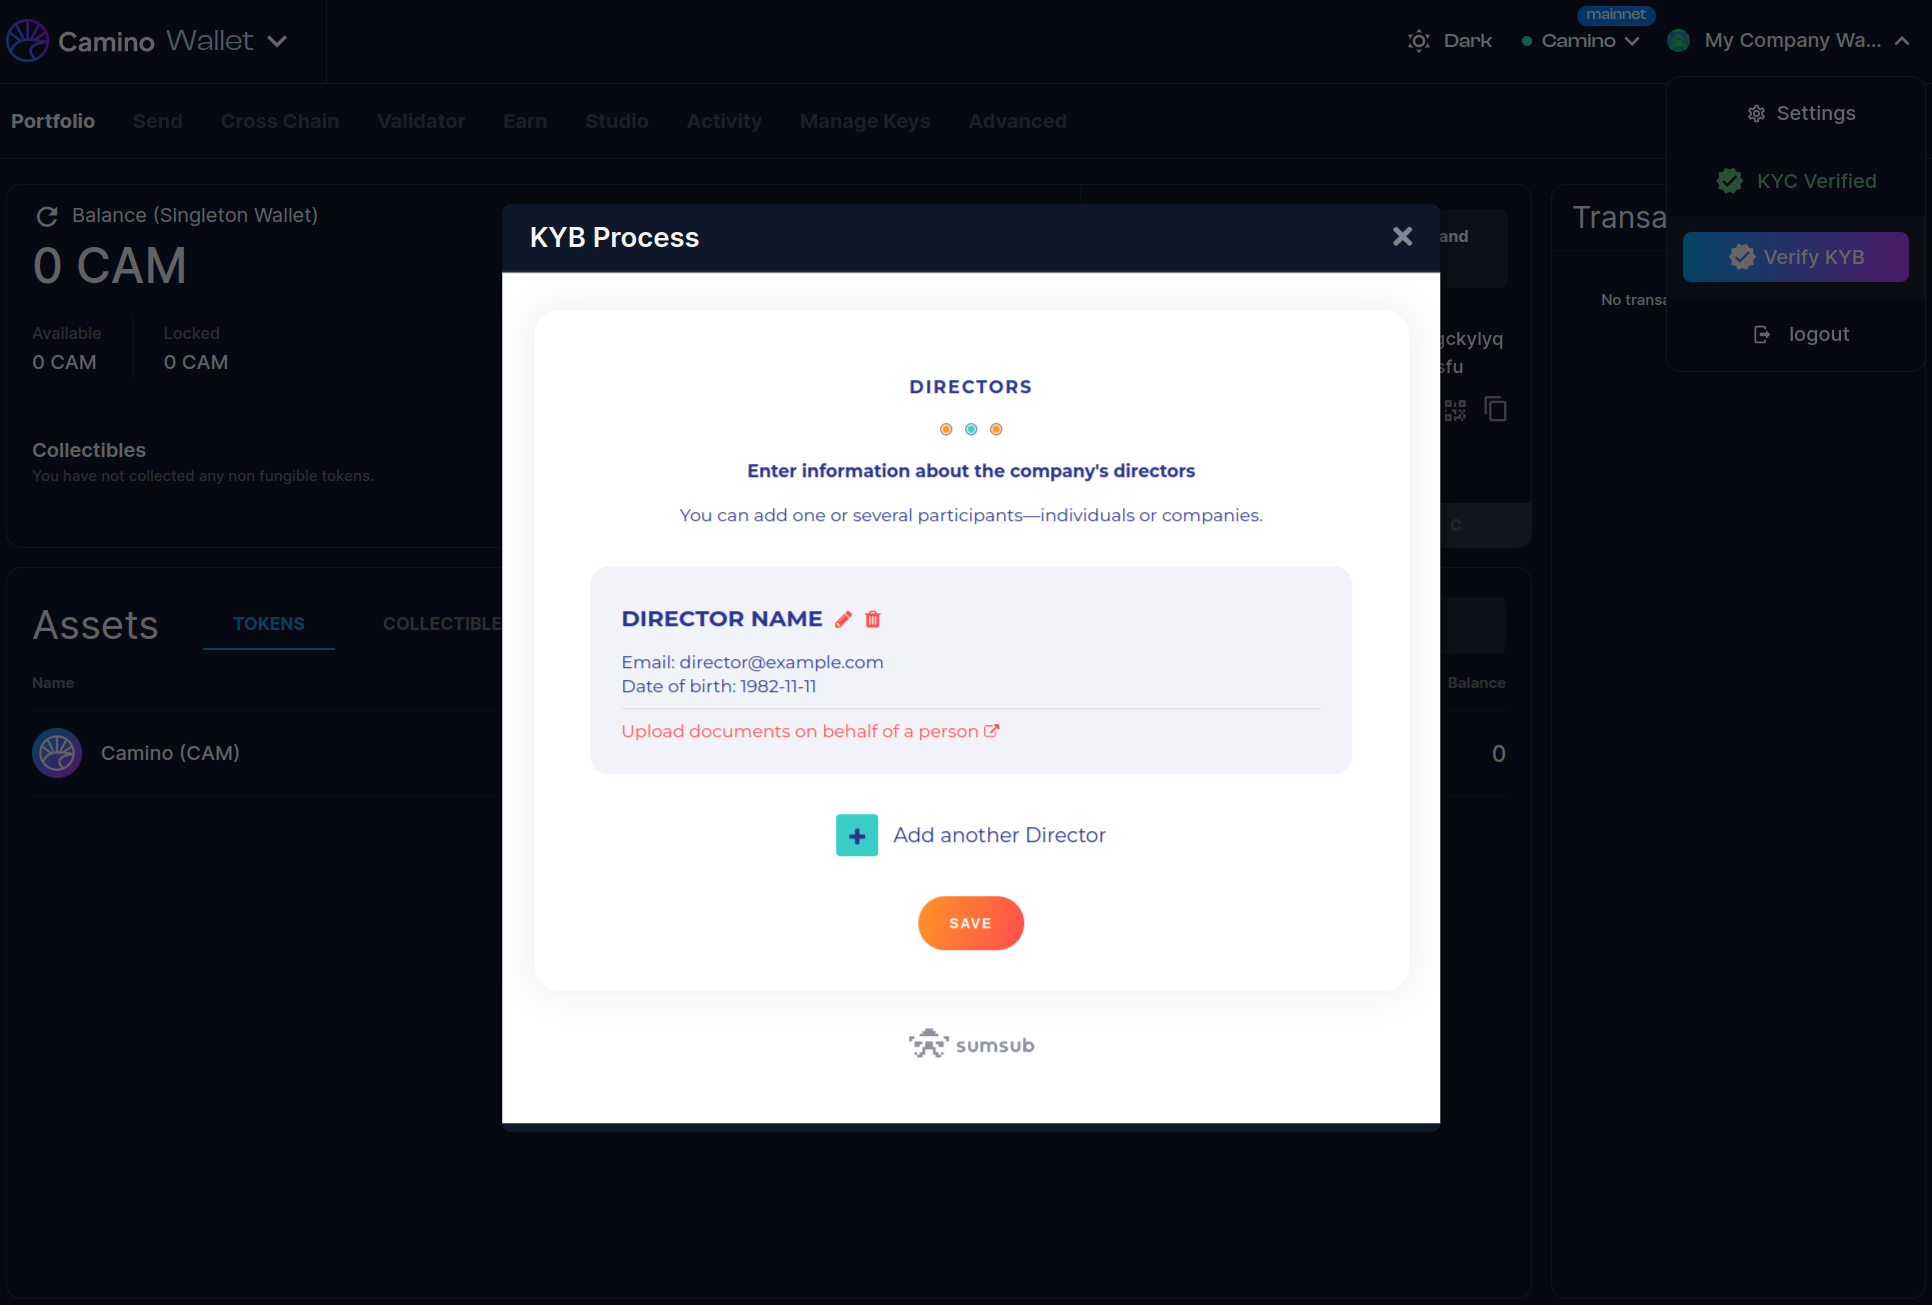 Camino Wallet
Dark
mainnet
Camino
My Company Wa...
Portfolio
Send
Cross Chain
Validator
Earn
Studio
Activity
Manage Keys
Advanced
Settings
KYC Verified
Verify KYB
logout
Balance (Singleton Wallet)
0 CAM
Available
0 CAM
Locked
0 CAM
Collectibles
You have not collected any non fungible tokens.
and
gckylyq
sfu
C
Transa
No transa
Assets
TOKENS
COLLECTIBLE
Name
Balance
Camino (CAM)
0
KYB Process
DIRECTORS
Enter information about the company's directors
You can add one or several participants—individuals or companies.
DIRECTOR NAME
Email: director@example.com
Date of birth: 1982-11-11
Upload documents on behalf of a person
Add another Director
SAVE
sumsub